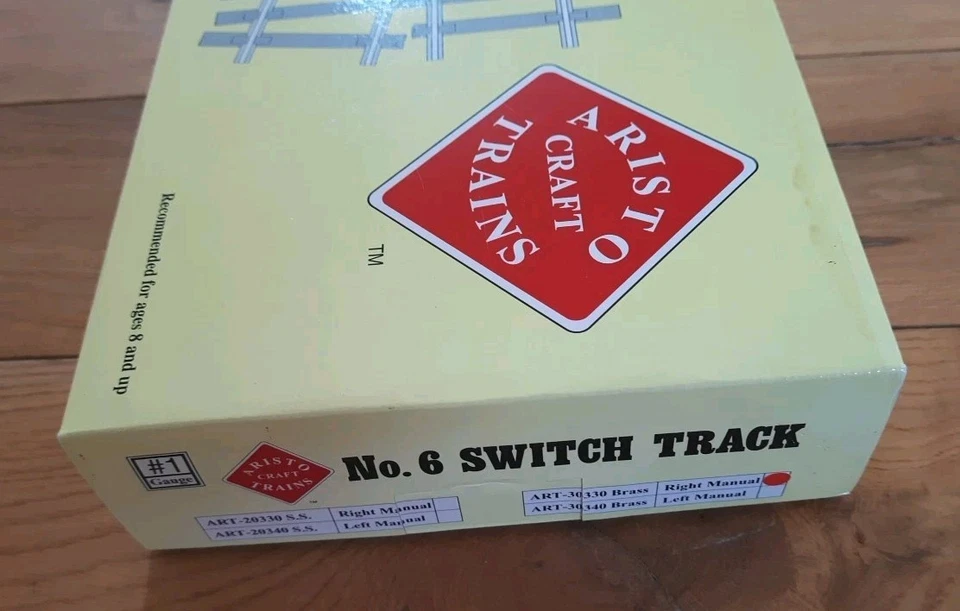 ARISTO
CRAFT
TRAINS
TM
Recommended for ages 8 and up
#1
Gauge
ARISTO
CRAFT
TRAINS
TM
No. 6 SWITCH TRACK
ART-20330 S.S. Right Manual
ART-20340 S.S. Left Manual
ART-30330 Brass Right Manual
ART-30340 Brass Left Manual